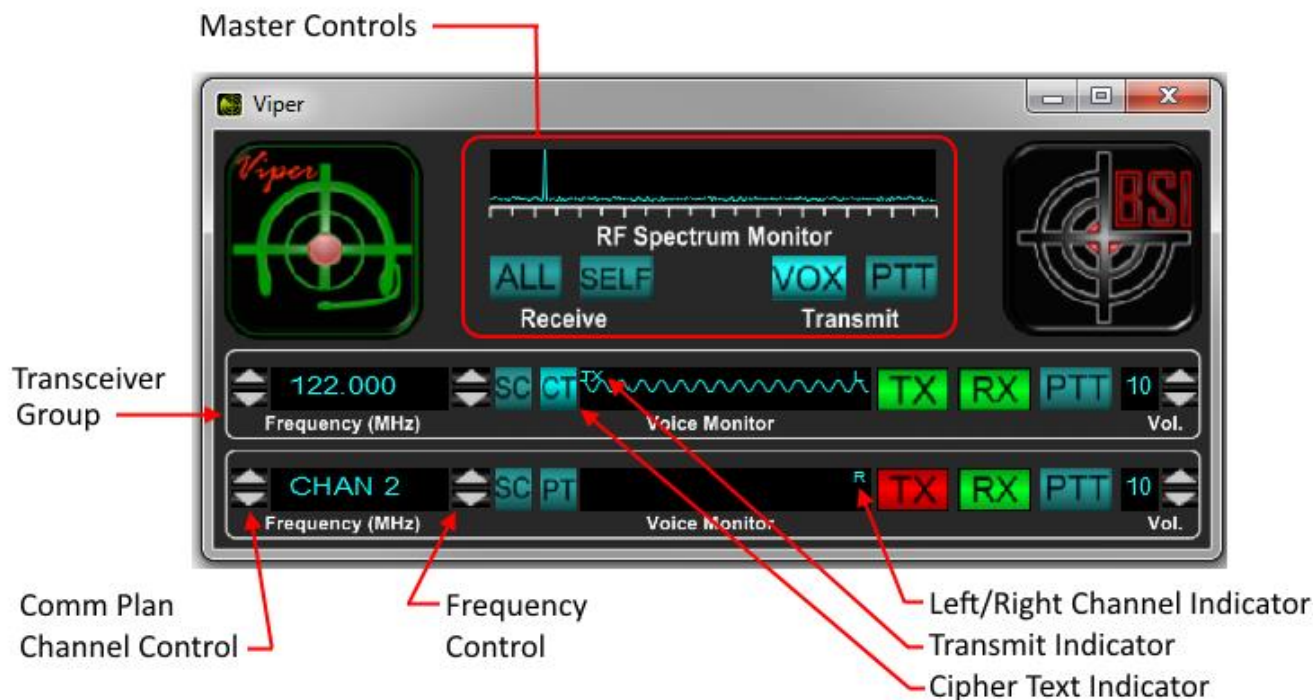 Master Controls
Viper
Viper
BSI
RF Spectrum Monitor
ALL SELF VOX PTT
Receive Transmit
Transceiver
Group
122.000 SC CT TX L TX RX PTT 10
Frequency (MHz) Voice Monitor Vol.
CHAN 2 SC PT R TX RX PTT 10
Frequency (MHz) Voice Monitor Vol.
Comm Plan
Channel Control
Frequency
Control
Left/Right Channel Indicator
Transmit Indicator
Cipher Text Indicator